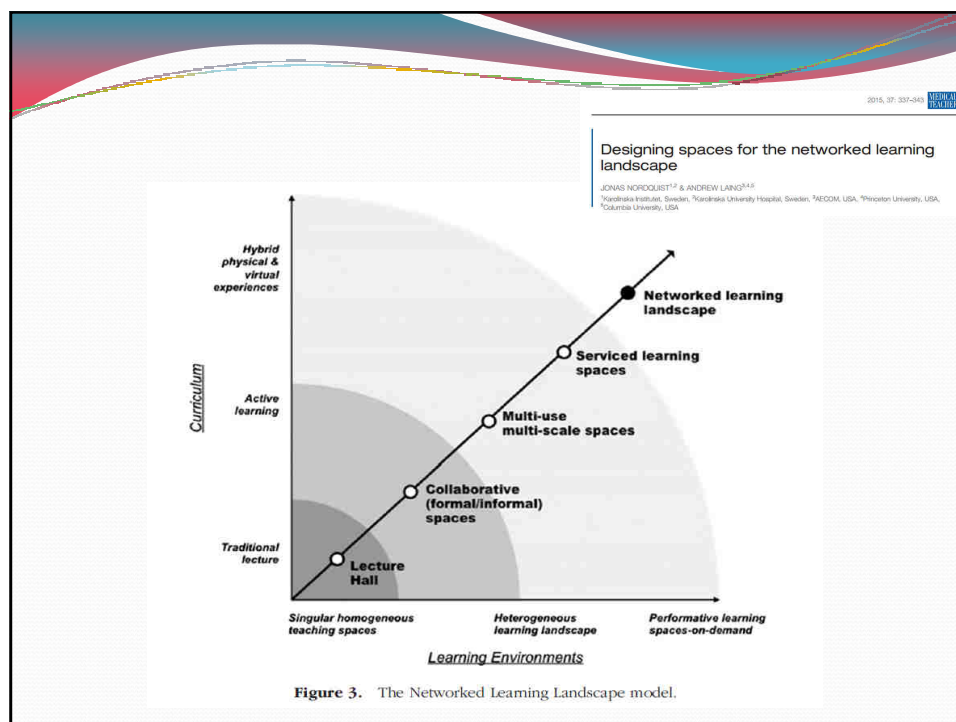 2015, 37: 337–343
MEDICAL
TEACHER
Designing spaces for the networked learning
landscape
JONAS NORDQUIST1,2 & ANDREW LAING3,4,5
1Karolinska Institutet, Sweden, 2Karolinska University Hospital, Sweden, 3AECOM, USA, 4Princeton University, USA,
5Columbia University, USA
Hybrid
physical &
virtual
experiences
Networked learning
landscape
Serviced learning
spaces
Curriculum
Active
learning
Multi-use
multi-scale spaces
Collaborative
(formal/informal)
spaces
Traditional
lecture
Lecture
Hall
Singular homogeneous
teaching spaces
Heterogeneous
learning landscape
Performative learning
spaces-on-demand
Learning Environments
Figure 3. The Networked Learning Landscape model.